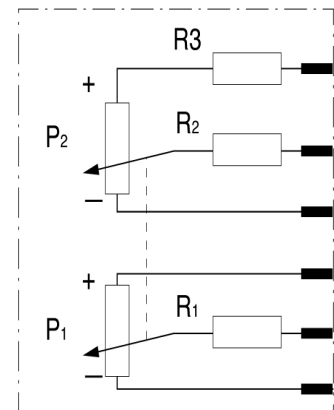 R3
+
P₂
R₂
−
+
R₁
P₁
−